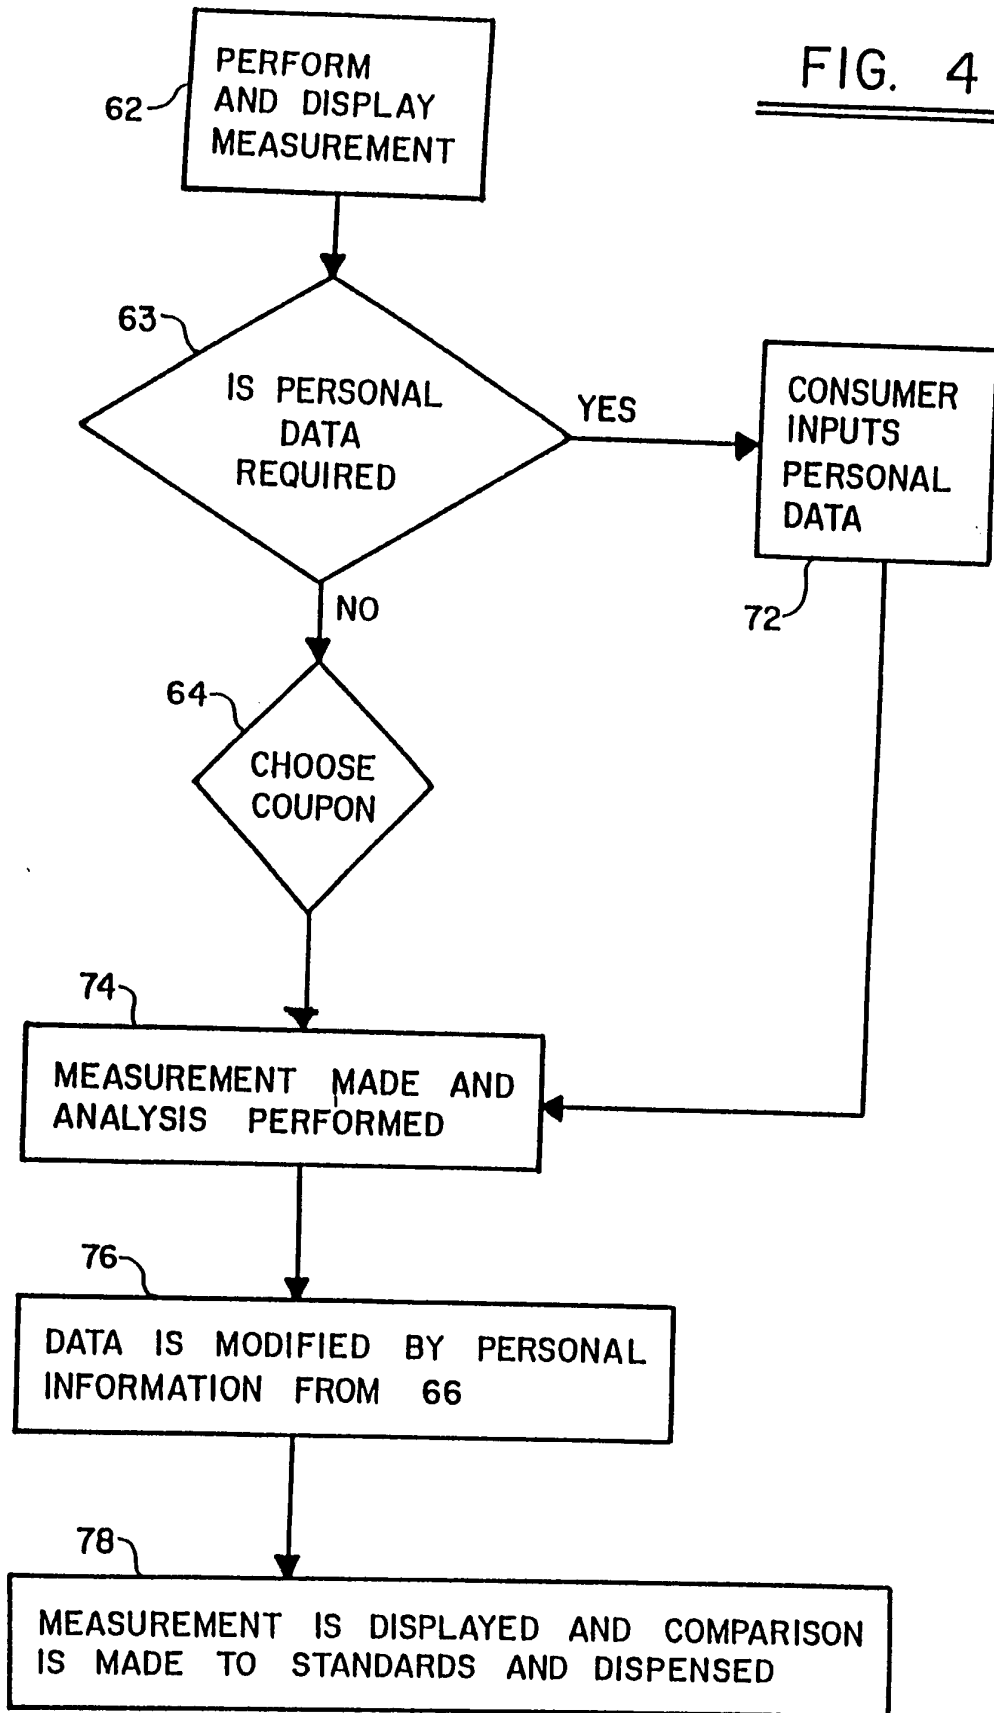 FIG. 4
62
PERFORM
AND DISPLAY
MEASUREMENT
63
IS PERSONAL
DATA
REQUIRED
YES
CONSUMER
INPUTS
PERSONAL
DATA
72
NO
64
CHOOSE
COUPON
74
MEASUREMENT MADE AND
ANALYSIS PERFORMED
76
DATA IS MODIFIED BY PERSONAL
INFORMATION FROM 66
78
MEASUREMENT IS DISPLAYED AND COMPARISON
IS MADE TO STANDARDS AND DISPENSED